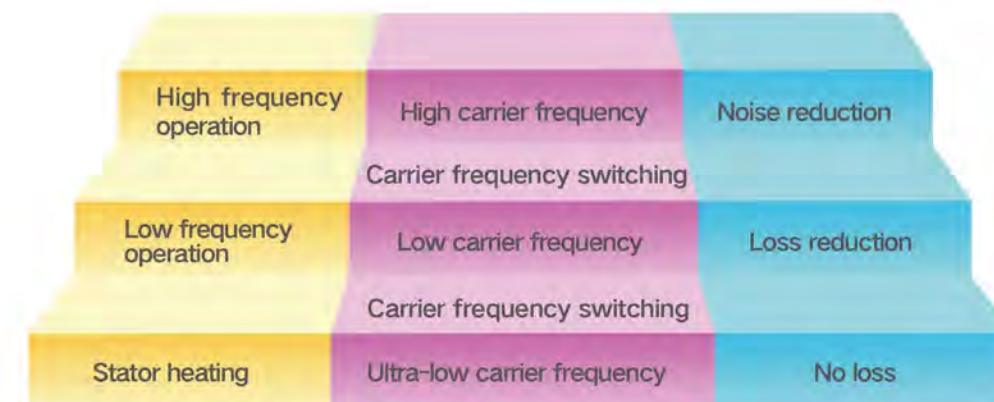 High frequency
operation
High carrier frequency
Noise reduction
Carrier frequency switching
Low frequency
operation
Low carrier frequency
Loss reduction
Carrier frequency switching
Stator heating
Ultra-low carrier frequency
No loss